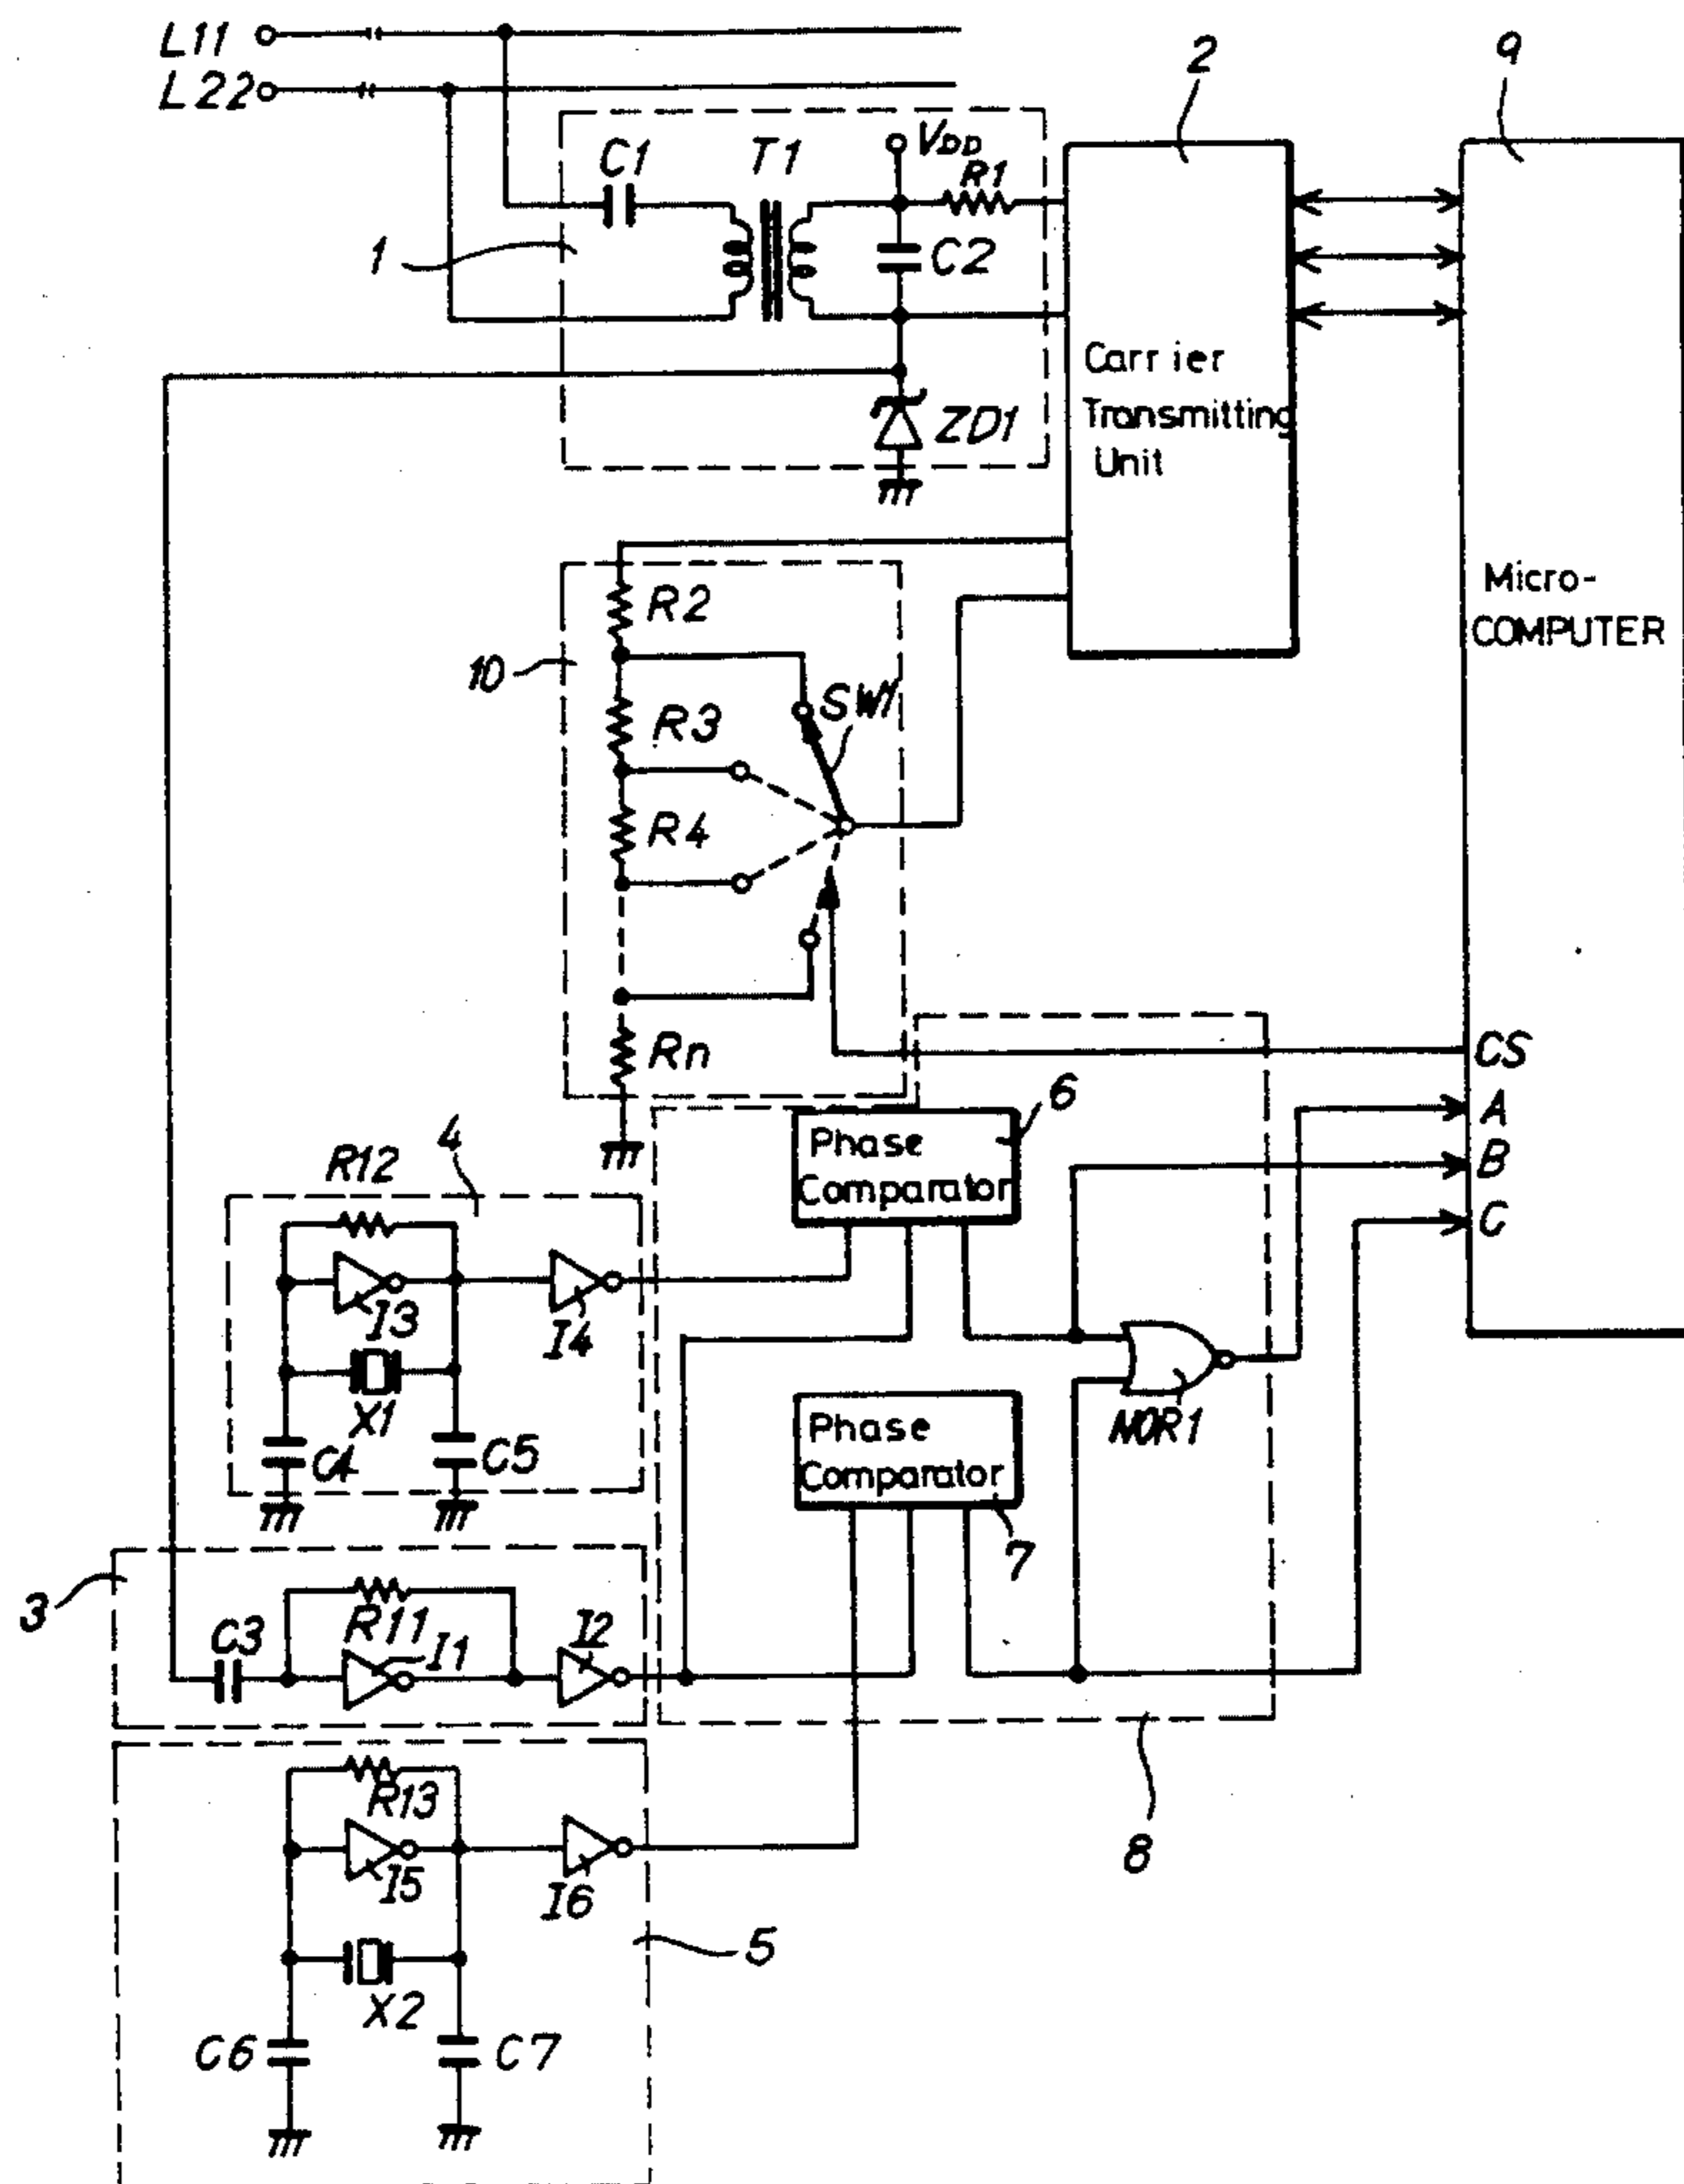 L11
L22
2
9
C1
T1
VDD
R1
1
C2
ZD1
Carrier
Transmitting
Unit
R2
10
SW1
R3
R4
Rn
Micro-
COMPUTER
CS
A
B
C
6
Phase
Comparator
4
R12
I3
I4
X1
C4
C5
NOR1
Phase
Comparator
7
3
C3
R11
I1
I2
8
R13
I5
I6
5
X2
C6
C7